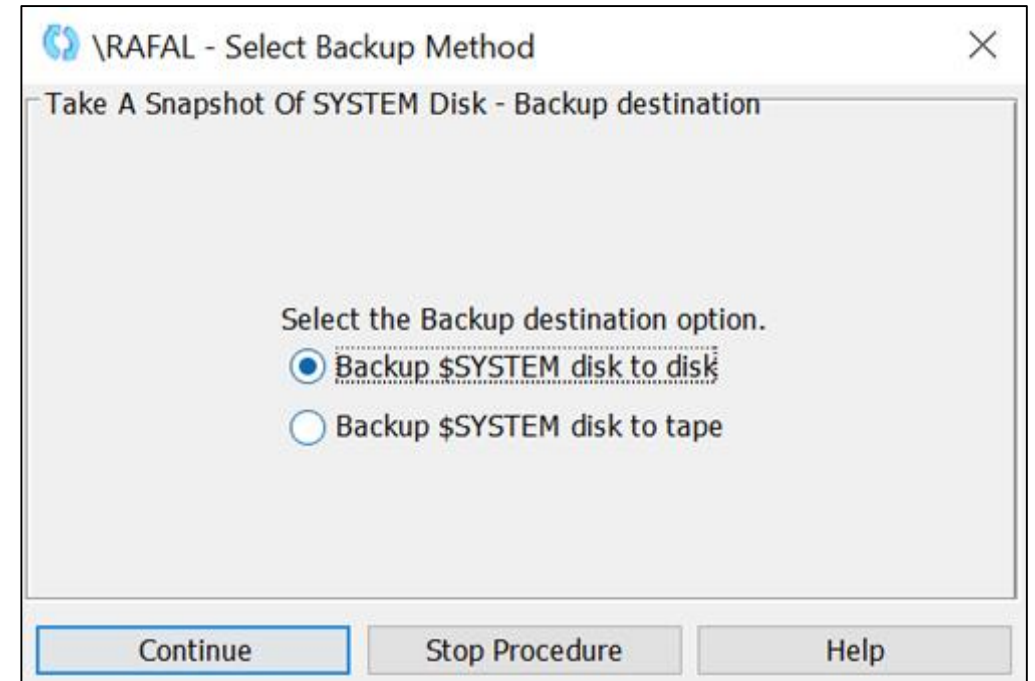 \RAFAL - Select Backup Method
Take A Snapshot Of SYSTEM Disk - Backup destination
Select the Backup destination option.
Backup $SYSTEM disk to disk
Backup $SYSTEM disk to tape
Continue Stop Procedure Help